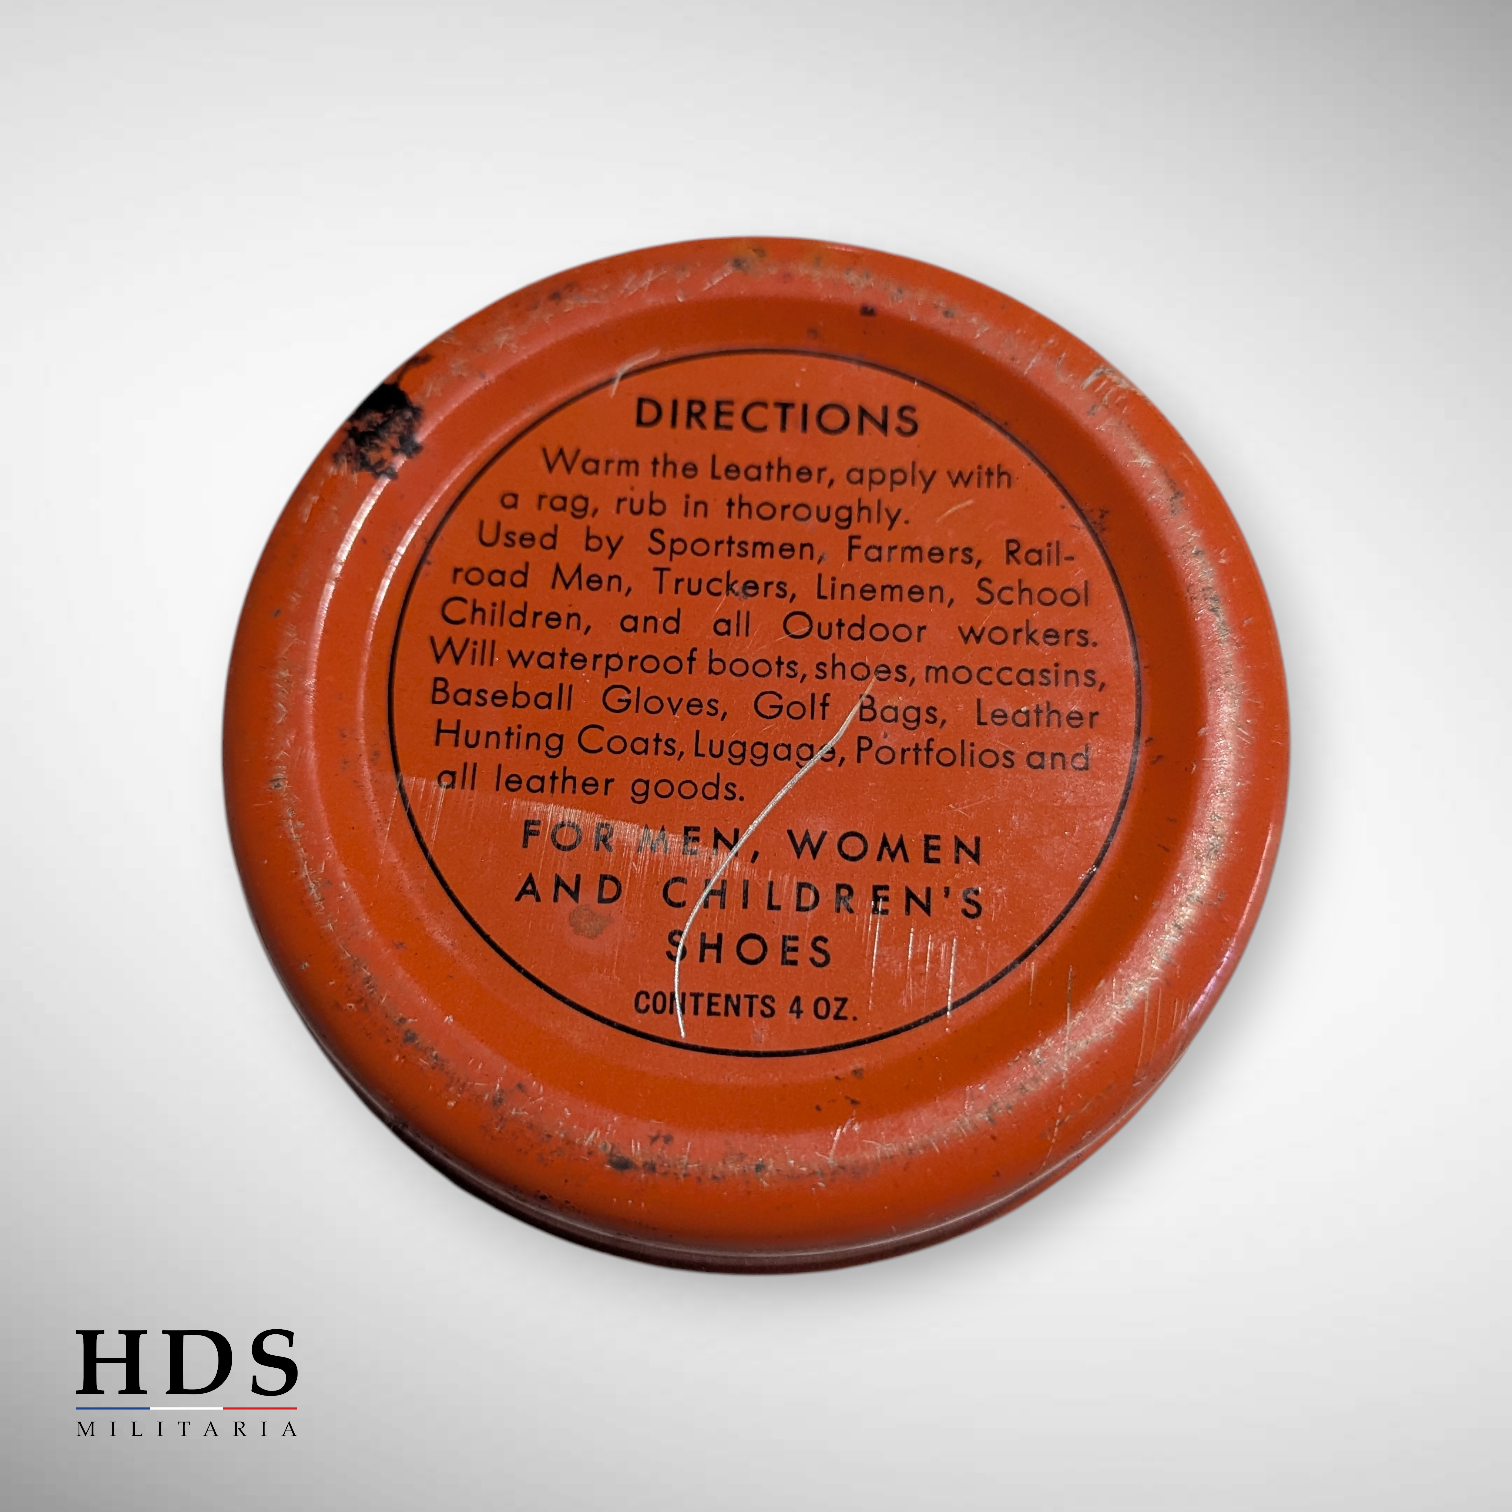 DIRECTIONS
Warm the Leather, apply with
a rag, rub in thoroughly.
Used by Sportsmen, Farmers, Rail-
road Men, Truckers, Linemen, School
Children, and all Outdoor workers.
Will waterproof boots, shoes, moccasins,
Baseball Gloves, Golf Bags, Leather
Hunting Coats, Luggage, Portfolios and
all leather goods.
FOR MEN, WOMEN
AND CHILDREN'S
SHOES
CONTENTS 4 OZ.
HDS
MILITARIA